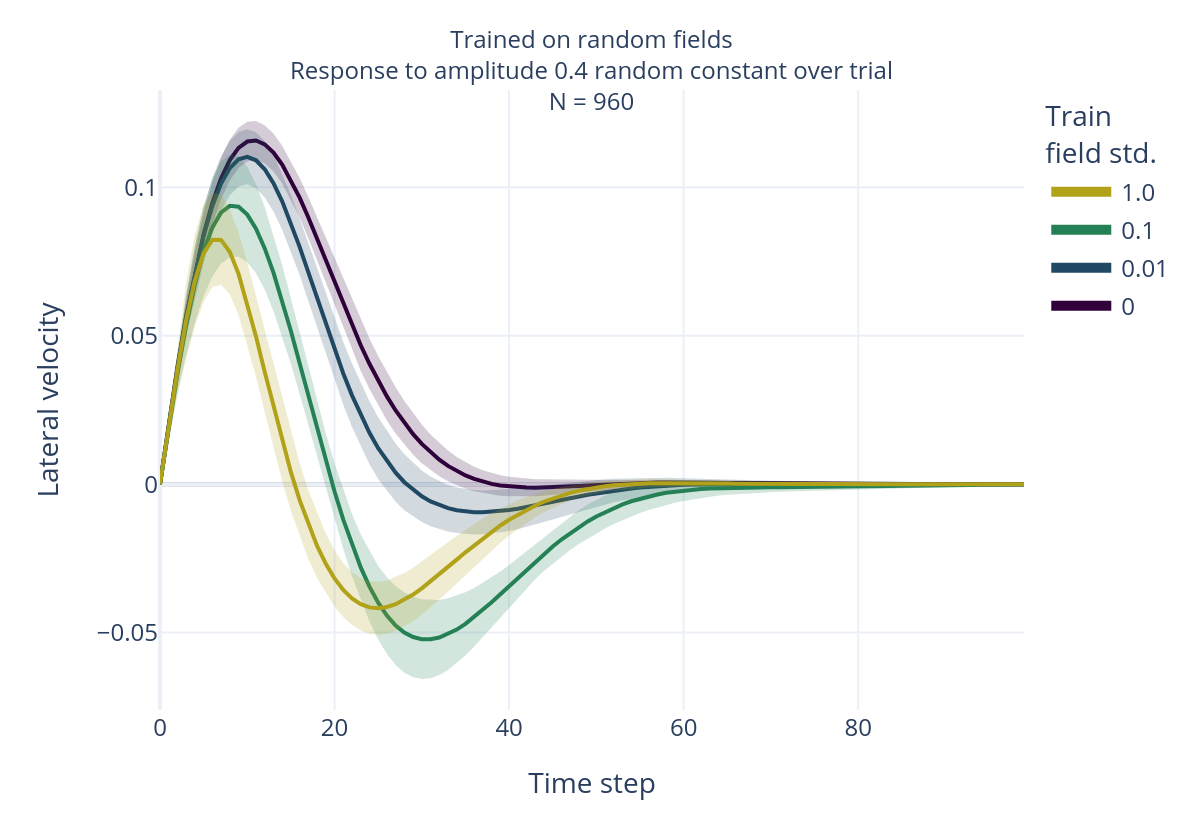 Trained on random fields
Response to amplitude 0.4 random constant over trial
N = 960
Train
field std.
1.0
0.1
0.01
0
Lateral velocity
0.1
0.05
0
−0.05
0
20
40
60
80
Time step